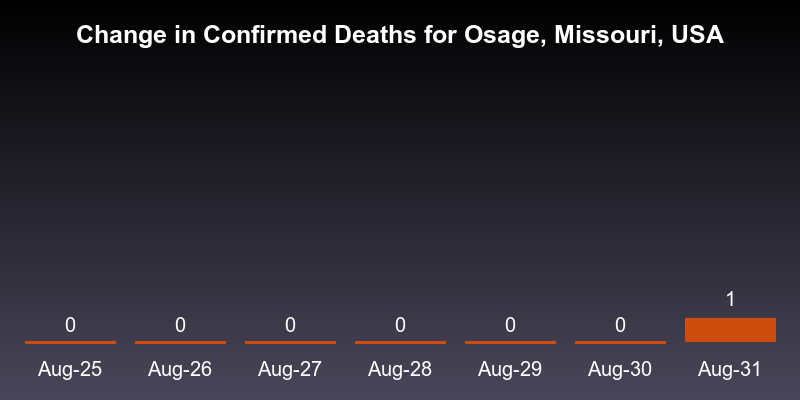 Change in Confirmed Deaths for Osage, Missouri, USA
0 0 0 0 0 0 1
Aug-25 Aug-26 Aug-27 Aug-28 Aug-29 Aug-30 Aug-31